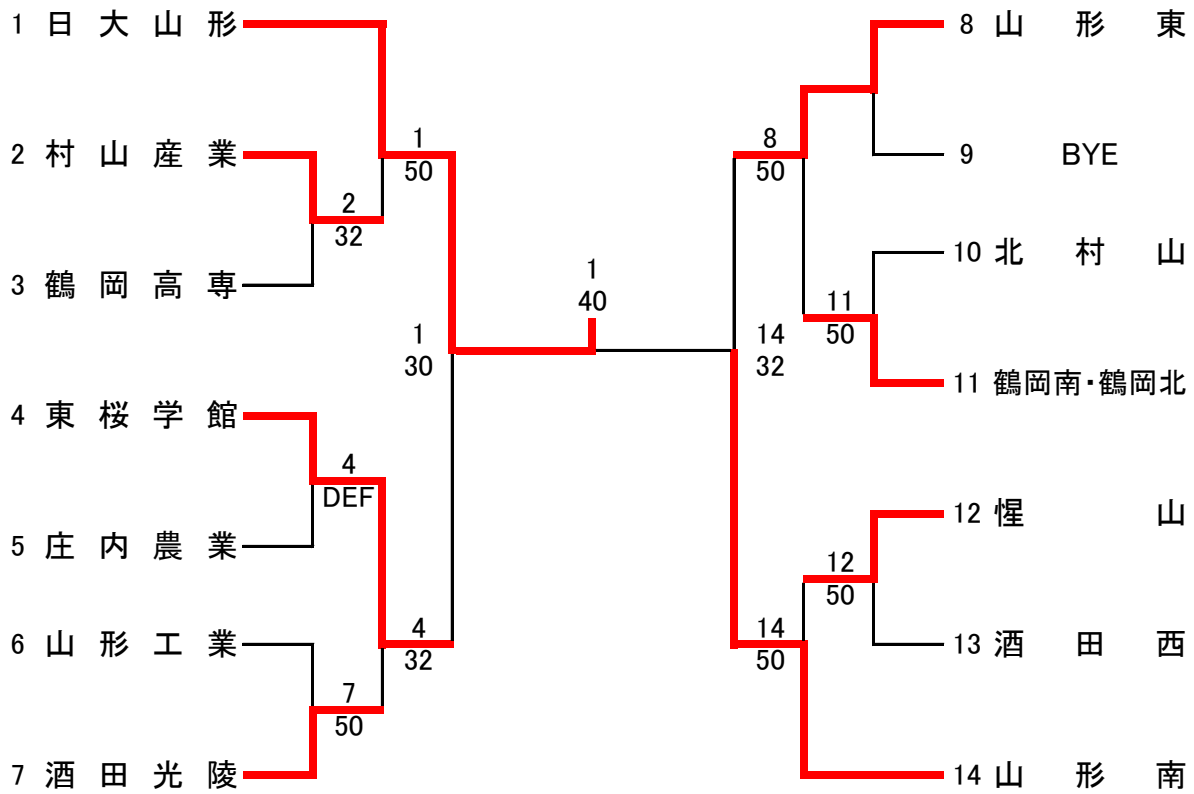 1 日大山形
2 村山産業
3 鶴岡高専
4 東桜学館
5 庄内農業
6 山形工業
7 酒田光陵
2
32
4
DEF
7
50
1
50
4
32
1
30
1
40
14
32
8
50
14
50
11
50
12
50
8 山形東
9 BYE
10 北村山
11 鶴岡南・鶴岡北
12 惺山
13 酒田西
14 山形南